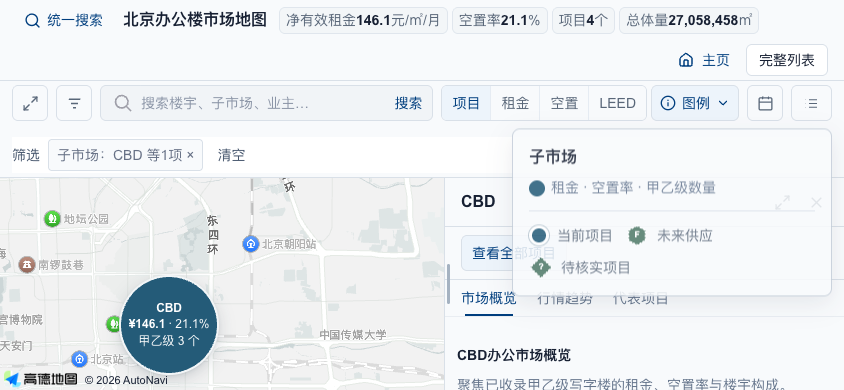 统一搜索 北京办公楼市场地图 净有效租金146.1元/㎡/月 空置率21.1% 项目4个 总体量27,058,458㎡
主页 完整列表
搜索楼宇、子市场、业主... 搜索 项目 租金 空置 LEED 图例
筛选 子市场：CBD 等1项 × 清空
子市场
租金 · 空置率 · 甲乙级数量
当前项目 F 未来供应
? 待核实项目
CBD
查看全部项目
市场概览 行情趋势 代表项目
CBD办公市场概览
聚焦已收录甲乙级写字楼的租金、空置率与楼宇构成。
地坛公园
东四环
环
北京朝阳站
海
南锣鼓巷
CBD
¥146.1 · 21.1%
甲乙级 3 个
宫博物院
天安门
中国传媒大学
北京站
高德地图 © 2026 AutoNavi